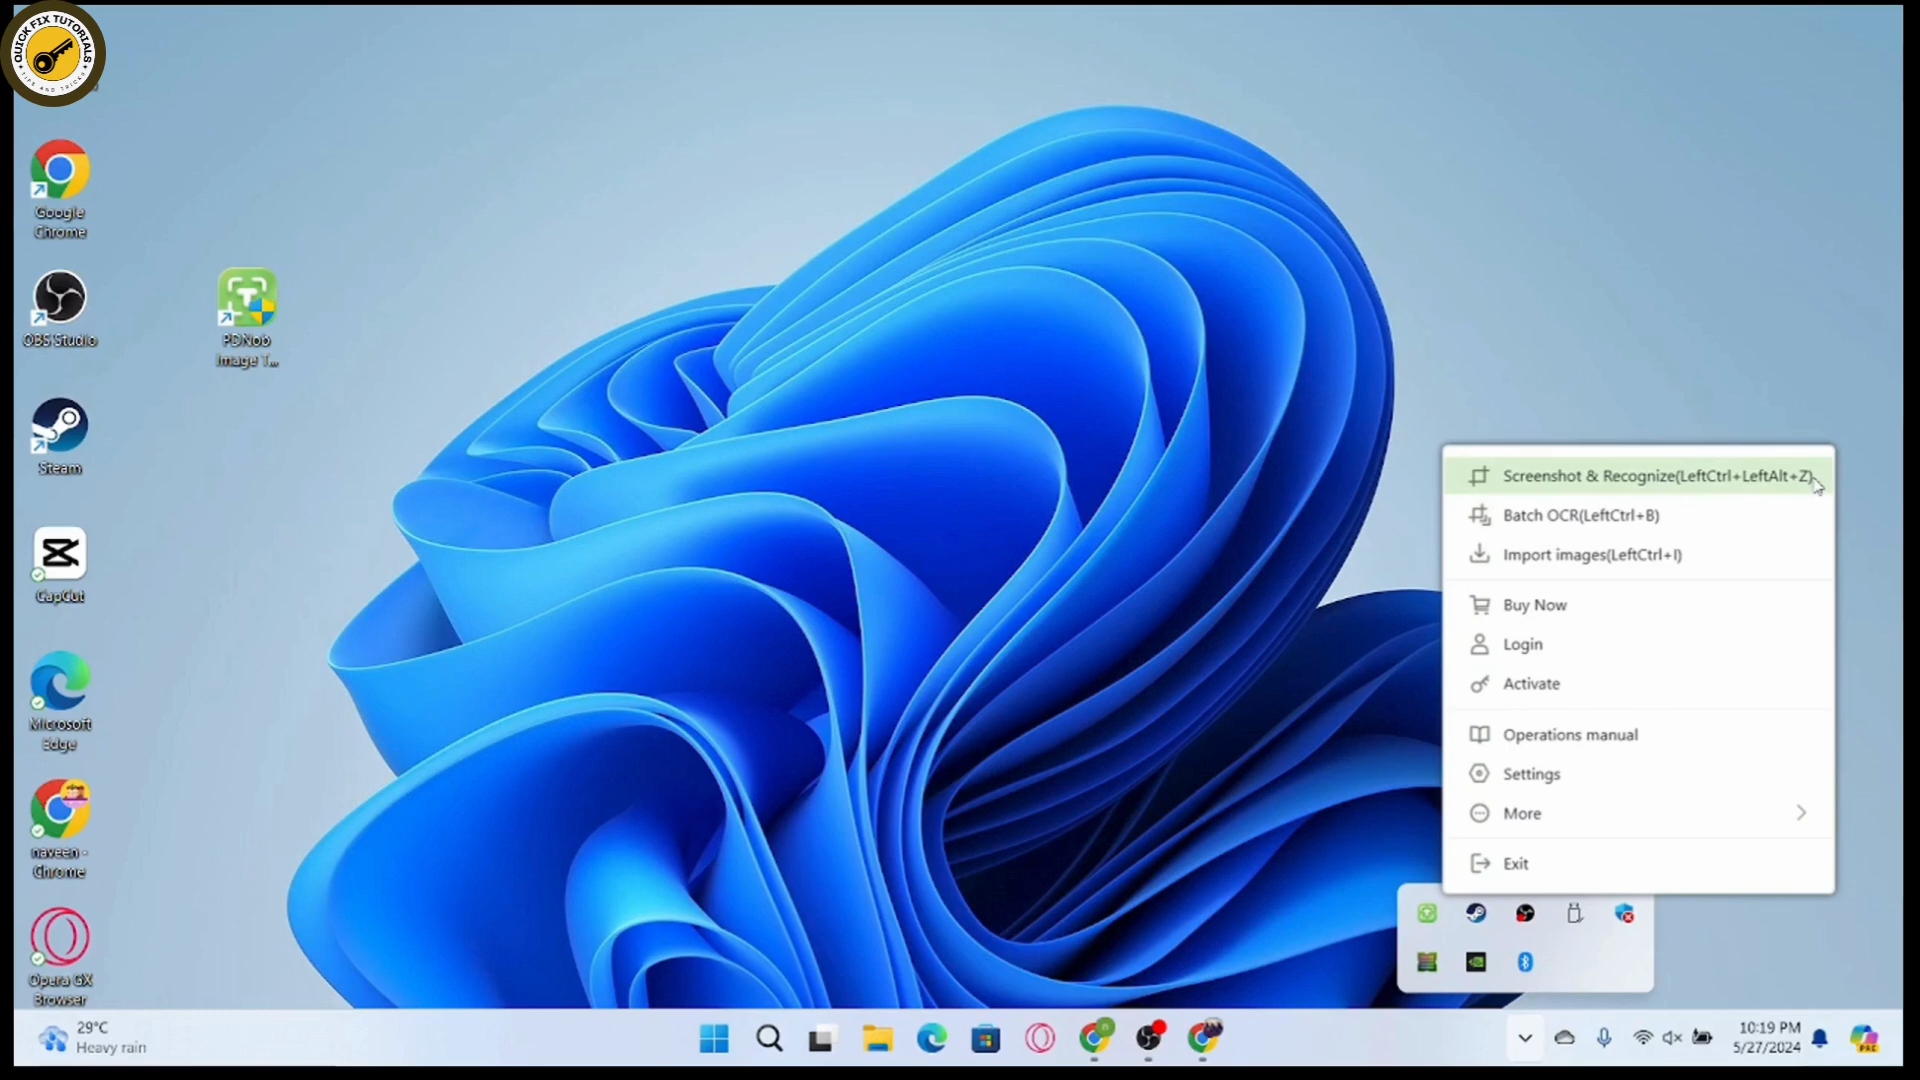 QUICK FIX TUTORIALS
TIPS AND TRICKS
Google
Chrome
OBS Studio
PDNob
Image T...
Steam
CapCut
Microsoft
Edge
naveen -
Chrome
Opera GX
Browser
Screenshot & Recognize(LeftCtrl+LeftAlt+Z)
Batch OCR(LeftCtrl+B)
Import images(LeftCtrl+I)
Buy Now
Login
Activate
Operations manual
Settings
More
Exit
29°C
Heavy rain
10:19 PM
5/27/2024
PRE